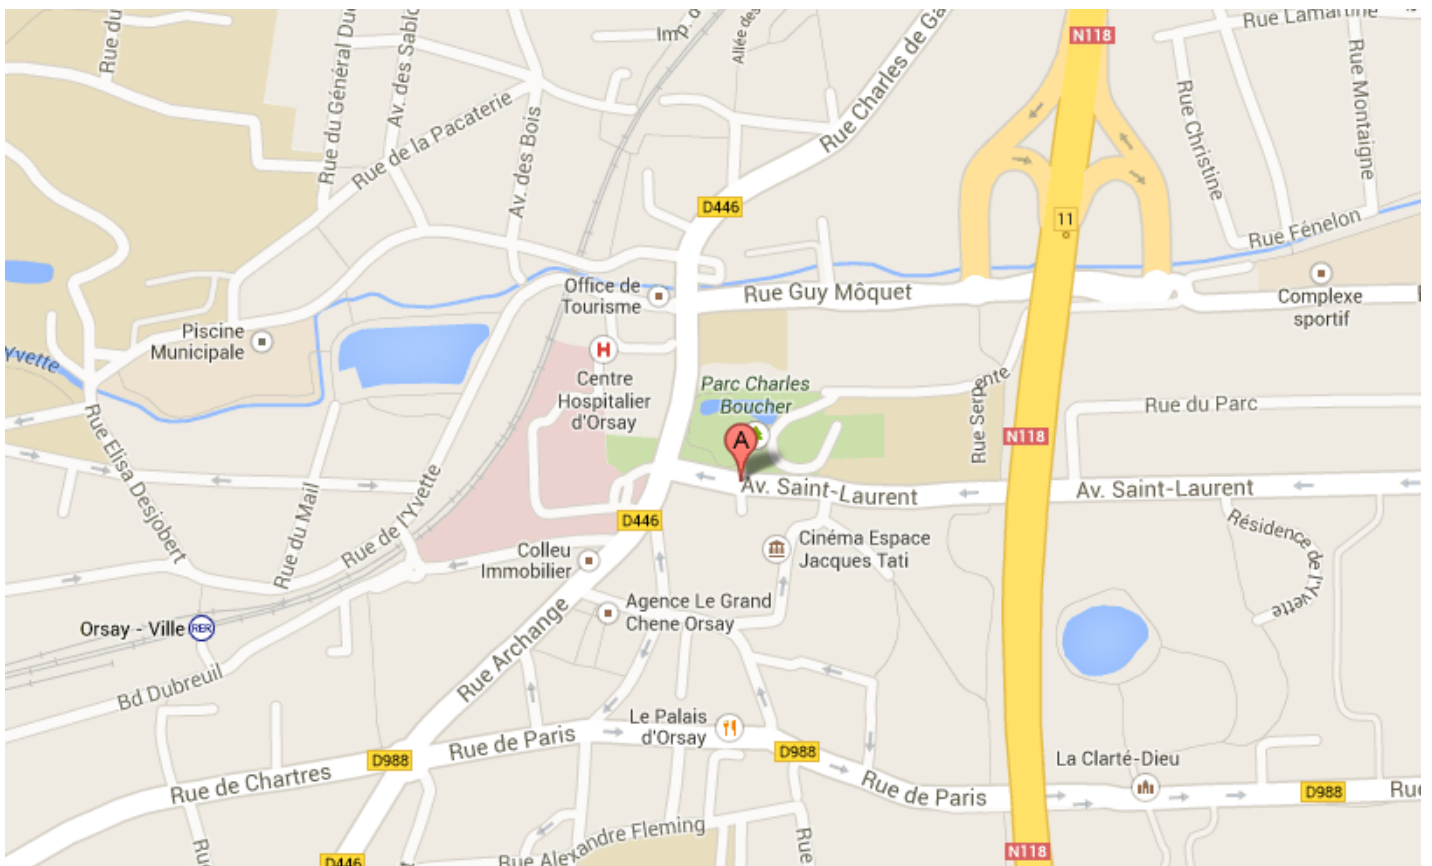 Rue du
Rue du Général Du
Av. des Sablo
Imp. d
Allée des
Rue Charles de Ga
N118
Rue Lamartine
Rue Montaigne
Rue Christine
Rue de la Pacaterie
Av. des Bois
D446
11
Rue Fénelon
Office de
Tourisme
Rue Guy Môquet
Complexe
sportif
Piscine
Municipale
Yvette
H
Centre
Hospitalier
d'Orsay
Parc Charles
Boucher
A
Rue Serpente
Rue du Parc
N118
Rue Elisa Desjobert
Rue du Mail
Rue de l'Yvette
Av. Saint-Laurent
Av. Saint-Laurent
D446
Résidence de l'Yvette
Colleu
Immobilier
Cinéma Espace
Jacques Tati
Agence Le Grand
Chene Orsay
Orsay - Ville
RER
Rue Archange
Bd Dubreuil
Le Palais
d'Orsay
Rue de Paris
D988
D988
La Clarté-Dieu
Rue de Chartres
Rue de Paris
D988
Ru
Rue Alexandre Fleming
Rue
Ru
D446
N118